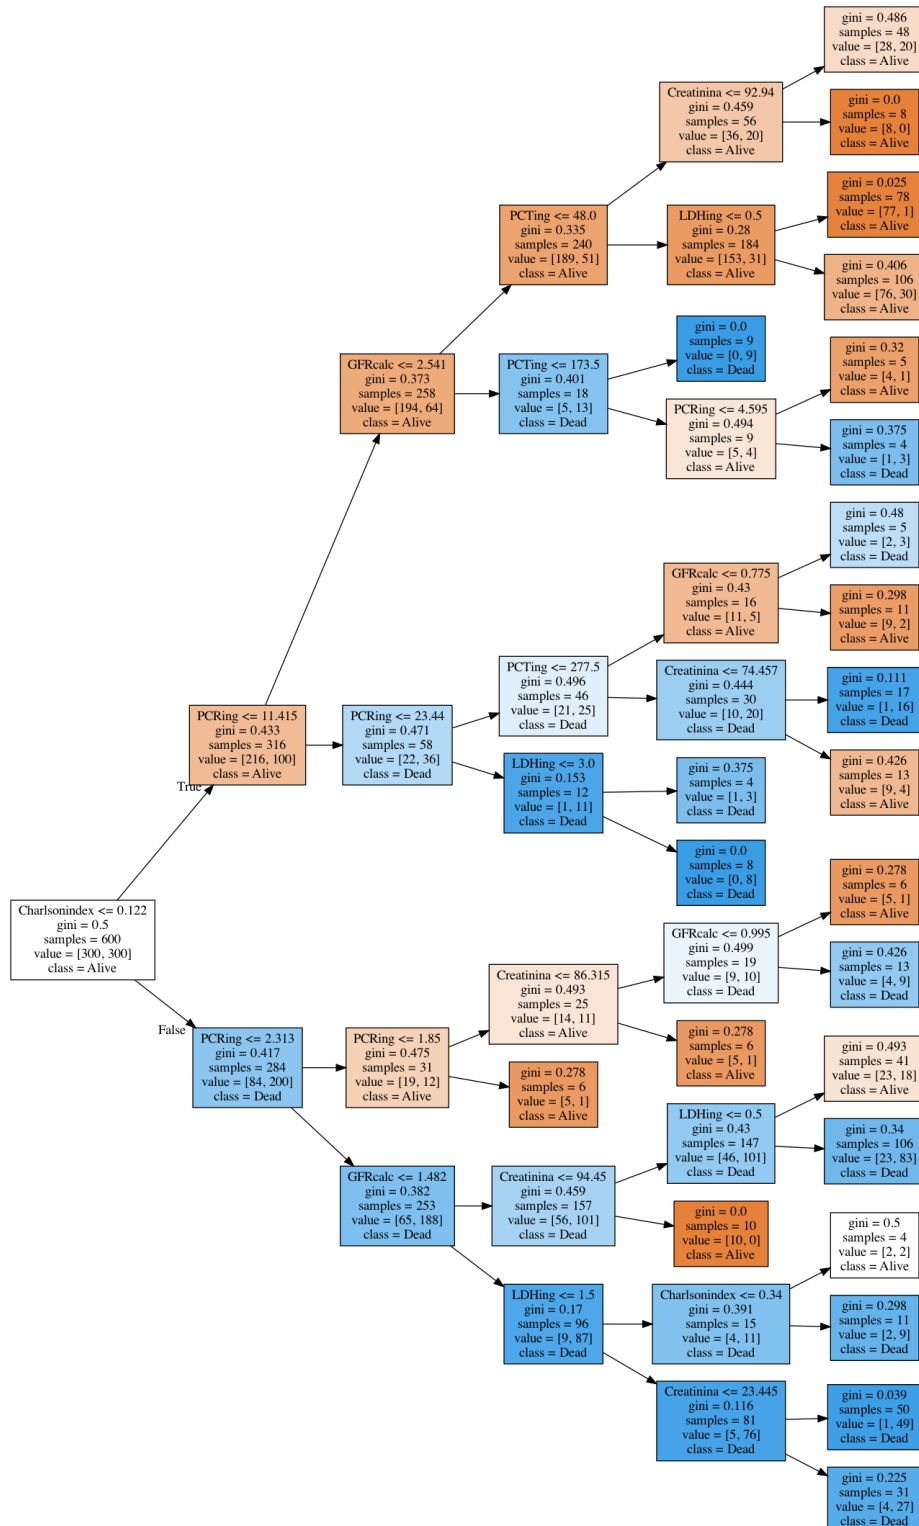 gini = 0.486
samples = 48
value = [28, 20]
class = Alive
Creatinina <= 92.94
gini = 0.459
samples = 56
value = [36, 20]
class = Alive
gini = 0.0
samples = 8
value = [8, 0]
class = Alive
gini = 0.025
samples = 78
value = [77, 1]
class = Alive
PCTing <= 48.0
gini = 0.335
samples = 240
value = [189, 51]
class = Alive
LDHing <= 0.5
gini = 0.28
samples = 184
value = [153, 31]
class = Alive
gini = 0.406
samples = 106
value = [76, 30]
class = Alive
gini = 0.0
samples = 9
value = [0, 9]
class = Dead
gini = 0.32
samples = 5
value = [4, 1]
class = Alive
GFRcalc <= 2.541
gini = 0.373
samples = 258
value = [194, 64]
class = Alive
PCTing <= 173.5
gini = 0.401
samples = 18
value = [5, 13]
class = Dead
PCRing <= 4.595
gini = 0.494
samples = 9
value = [5, 4]
class = Alive
gini = 0.375
samples = 4
value = [1, 3]
class = Dead
gini = 0.48
samples = 5
value = [2, 3]
class = Dead
GFRcalc <= 0.775
gini = 0.43
samples = 16
value = [11, 5]
class = Alive
gini = 0.298
samples = 11
value = [9, 2]
class = Alive
PCTing <= 277.5
gini = 0.496
samples = 46
value = [21, 25]
class = Dead
Creatinina <= 74.457
gini = 0.444
samples = 30
value = [10, 20]
class = Dead
gini = 0.111
samples = 17
value = [1, 16]
class = Dead
PCRing <= 11.415
gini = 0.433
samples = 316
value = [216, 100]
class = Alive
True
PCRing <= 23.44
gini = 0.471
samples = 58
value = [22, 36]
class = Dead
LDHing <= 3.0
gini = 0.153
samples = 12
value = [1, 11]
class = Dead
gini = 0.375
samples = 4
value = [1, 3]
class = Dead
gini = 0.426
samples = 13
value = [9, 4]
class = Alive
gini = 0.0
samples = 8
value = [0, 8]
class = Dead
gini = 0.278
samples = 6
value = [5, 1]
class = Alive
Charlsonindex <= 0.122
gini = 0.5
samples = 600
value = [300, 300]
class = Alive
GFRcalc <= 0.995
gini = 0.499
samples = 19
value = [9, 10]
class = Dead
gini = 0.426
samples = 13
value = [4, 9]
class = Dead
Creatinina <= 86.315
gini = 0.493
samples = 25
value = [14, 11]
class = Alive
gini = 0.278
samples = 6
value = [5, 1]
class = Alive
False
PCRing <= 2.313
gini = 0.417
samples = 284
value = [84, 200]
class = Dead
PCRing <= 1.85
gini = 0.475
samples = 31
value = [19, 12]
class = Alive
gini = 0.278
samples = 6
value = [5, 1]
class = Alive
gini = 0.493
samples = 41
value = [23, 18]
class = Alive
LDHing <= 0.5
gini = 0.43
samples = 147
value = [46, 101]
class = Dead
gini = 0.34
samples = 106
value = [23, 83]
class = Dead
GFRcalc <= 1.482
gini = 0.382
samples = 253
value = [65, 188]
class = Dead
Creatinina <= 94.45
gini = 0.459
samples = 157
value = [56, 101]
class = Dead
gini = 0.0
samples = 10
value = [10, 0]
class = Alive
gini = 0.5
samples = 4
value = [2, 2]
class = Alive
LDHing <= 1.5
gini = 0.17
samples = 96
value = [9, 87]
class = Dead
Charlsonindex <= 0.34
gini = 0.391
samples = 15
value = [4, 11]
class = Dead
gini = 0.298
samples = 11
value = [2, 9]
class = Dead
Creatinina <= 23.445
gini = 0.116
samples = 81
value = [5, 76]
class = Dead
gini = 0.039
samples = 50
value = [1, 49]
class = Dead
gini = 0.225
samples = 31
value = [4, 27]
class = Dead